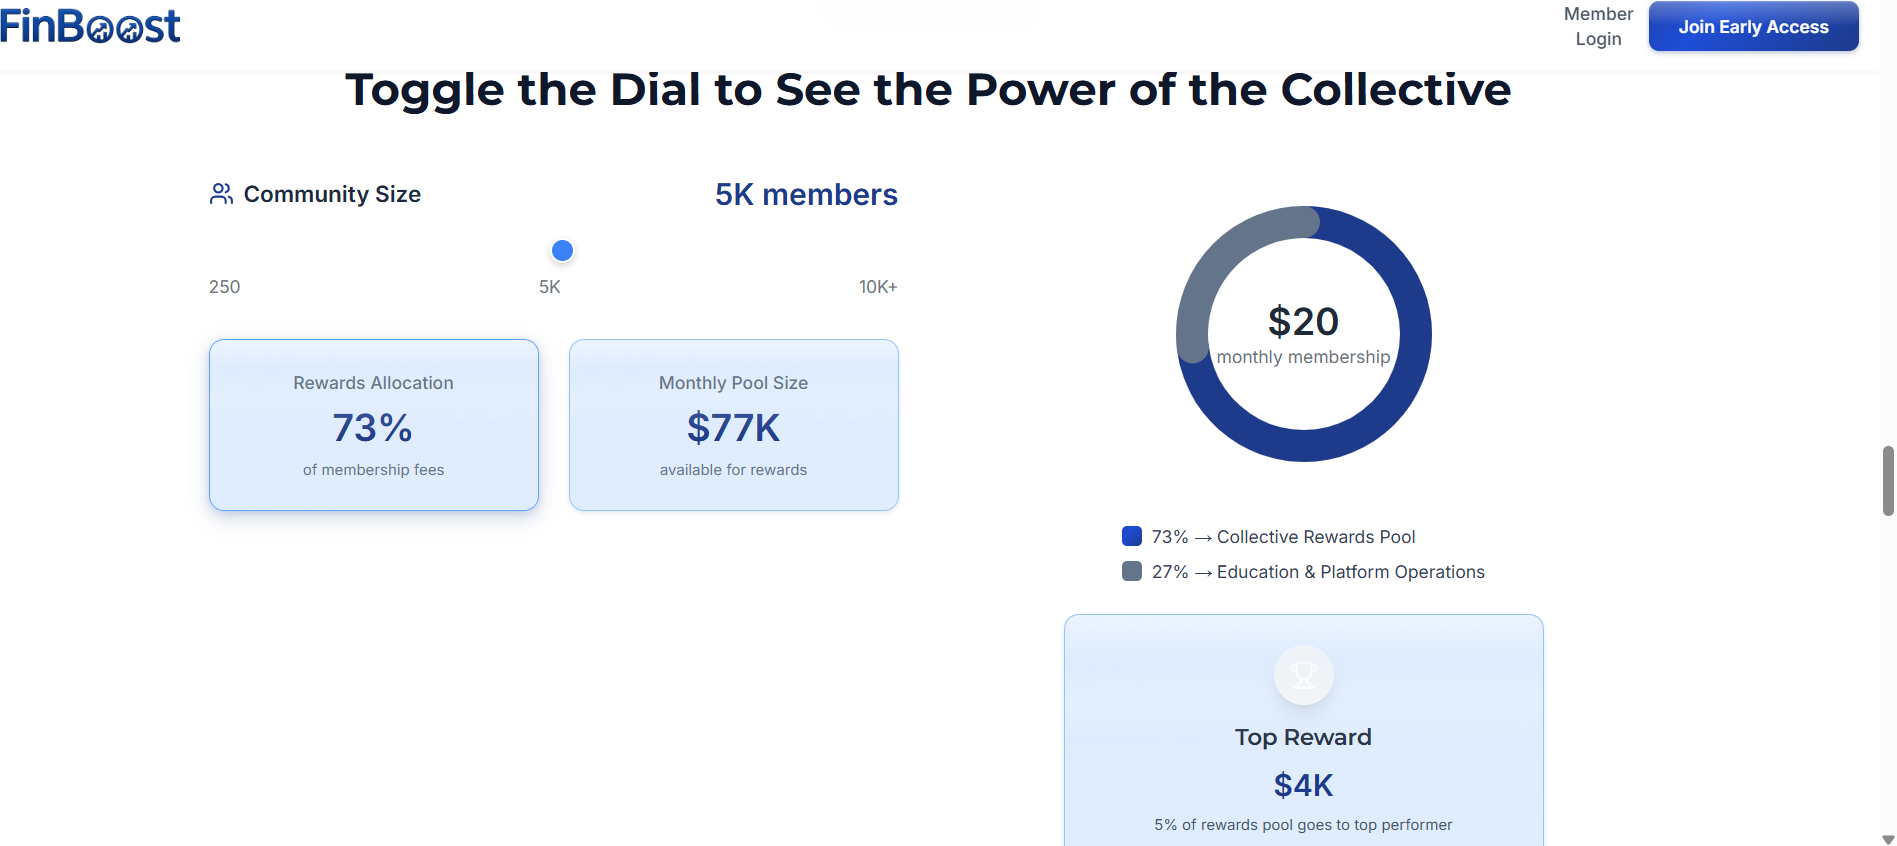 FinBoost
Member
Login
Join Early Access
Toggle the Dial to See the Power of the Collective
Community Size
5K members
250
5K
10K+
Rewards Allocation
73%
of membership fees
Monthly Pool Size
$77K
available for rewards
$20
monthly membership
73% → Collective Rewards Pool
27% → Education & Platform Operations
Top Reward
$4K
5% of rewards pool goes to top performer